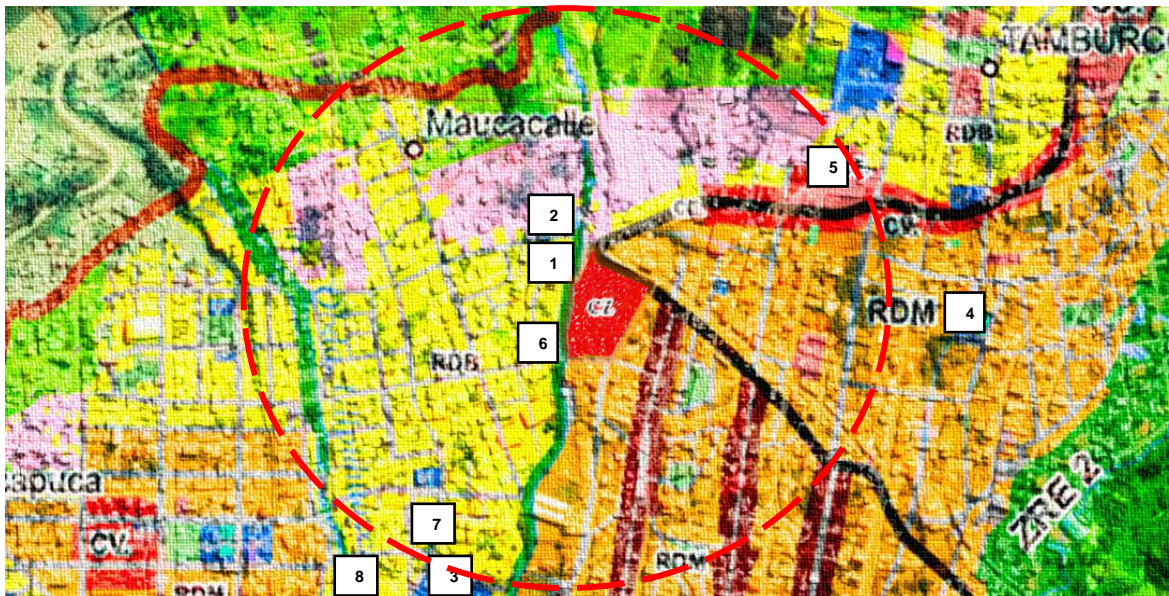 TAMBURC
Maucacalle
RDB
5
2
CV.
1
CZ
RDM
4
6
RDB
ZRE 2
capuca
7
CV.
RDM
8
3
RDM